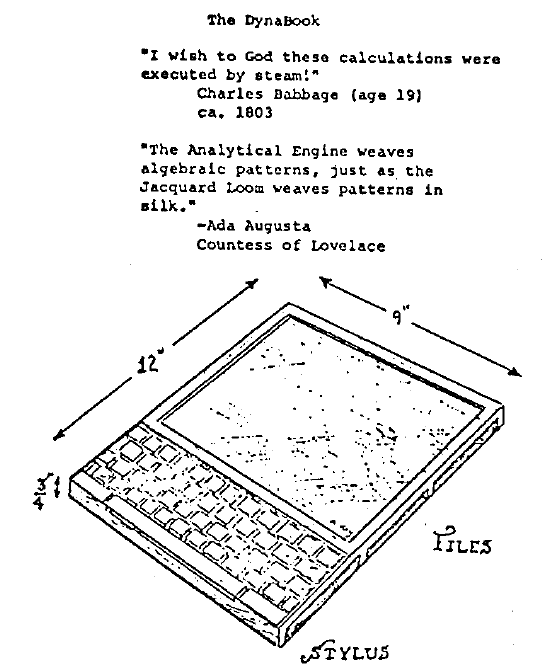 The DynaBook
"I wish to God these calculations were
executed by steam!"
Charles Babbage (age 19)
ca. 1803
"The Analytical Engine weaves
algebraic patterns, just as the
Jacquard Loom weaves patterns in
silk."
-Ada Augusta
Countess of Lovelace
9"
12"
3/4"
FILES
STYLUS